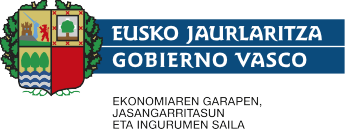 EUSKO JAURLARITZA
GOBIERNO VASCO
EKONOMIAREN GARAPEN,
JASANGARRITASUN
ETA INGURUMEN SAILA